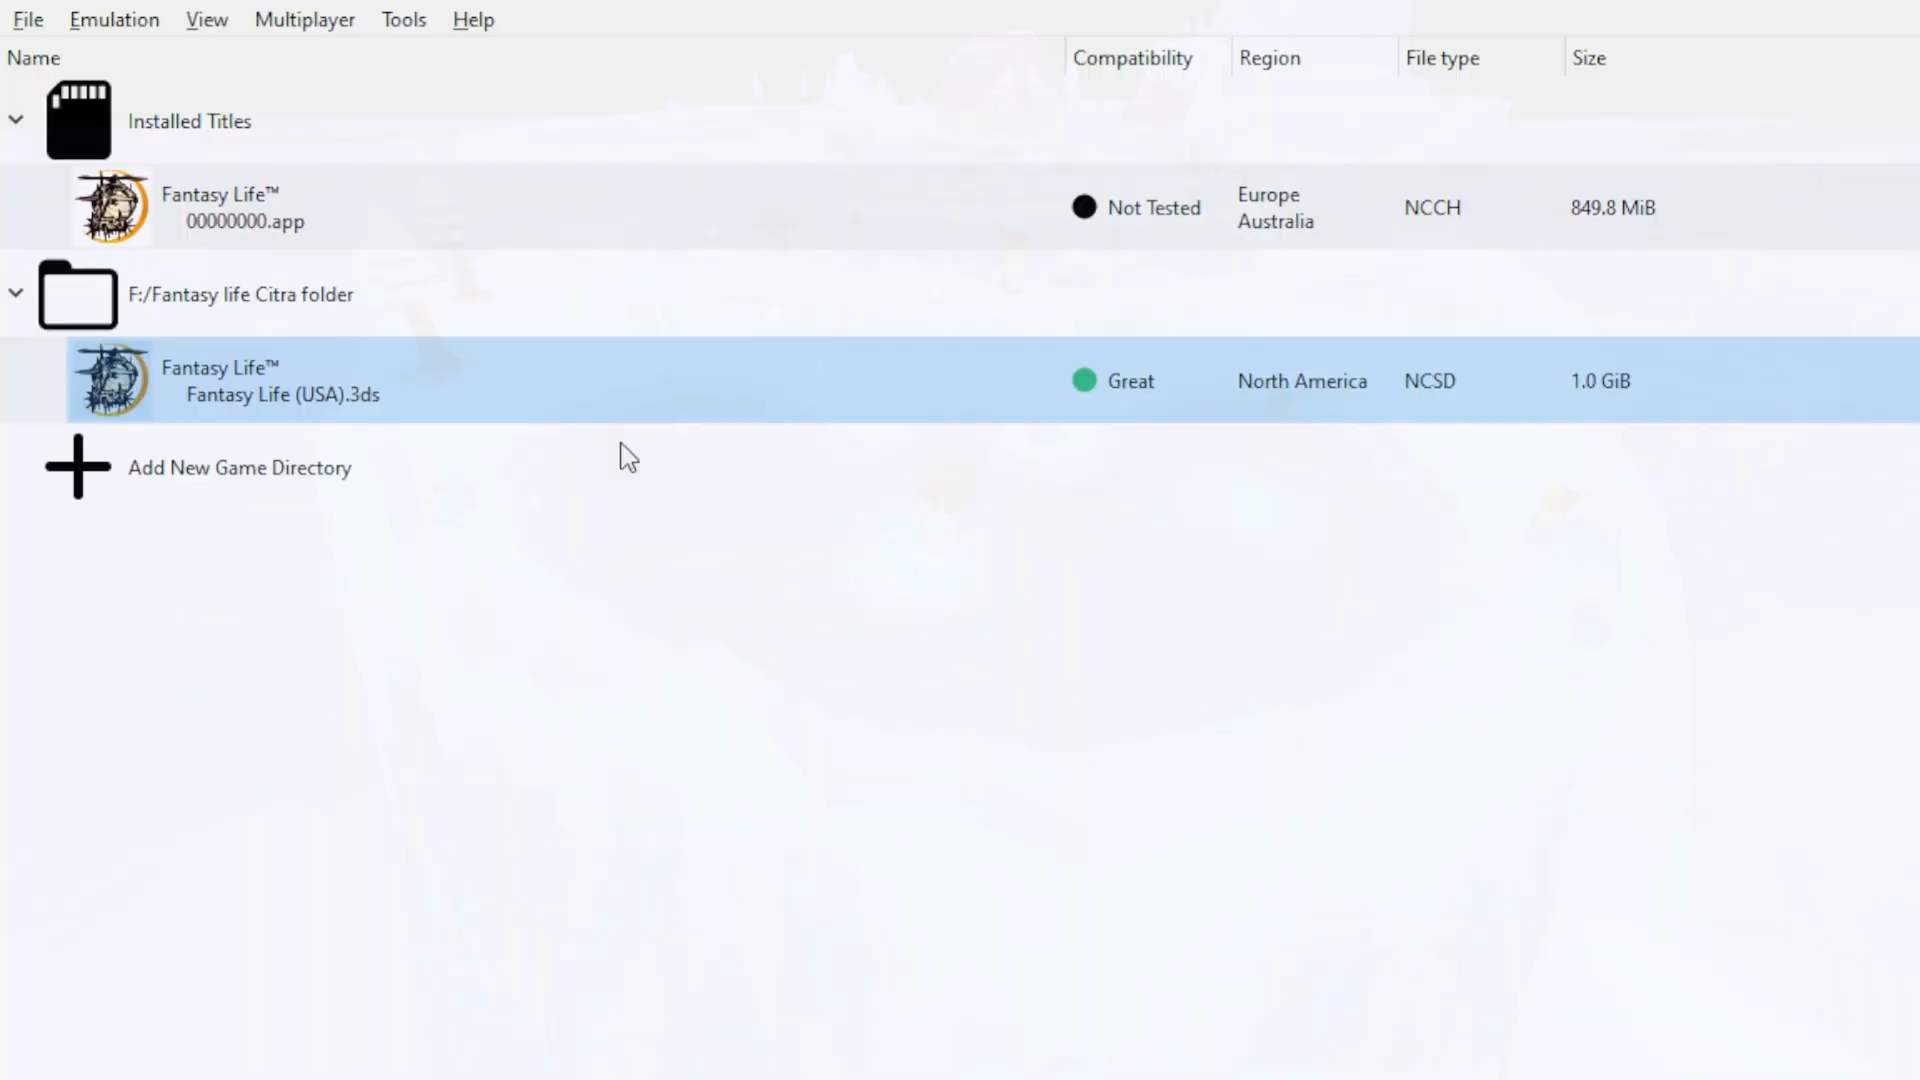 File Emulation View Multiplayer Tools Help
Name Compatibility Region File type Size
Installed Titles
Fantasy Life™
00000000.app
Not Tested
Europe
Australia
NCCH
849.8 MiB
F:/Fantasy life Citra folder
Fantasy Life™
Fantasy Life (USA).3ds
Great
North America
NCSD
1.0 GiB
Add New Game Directory